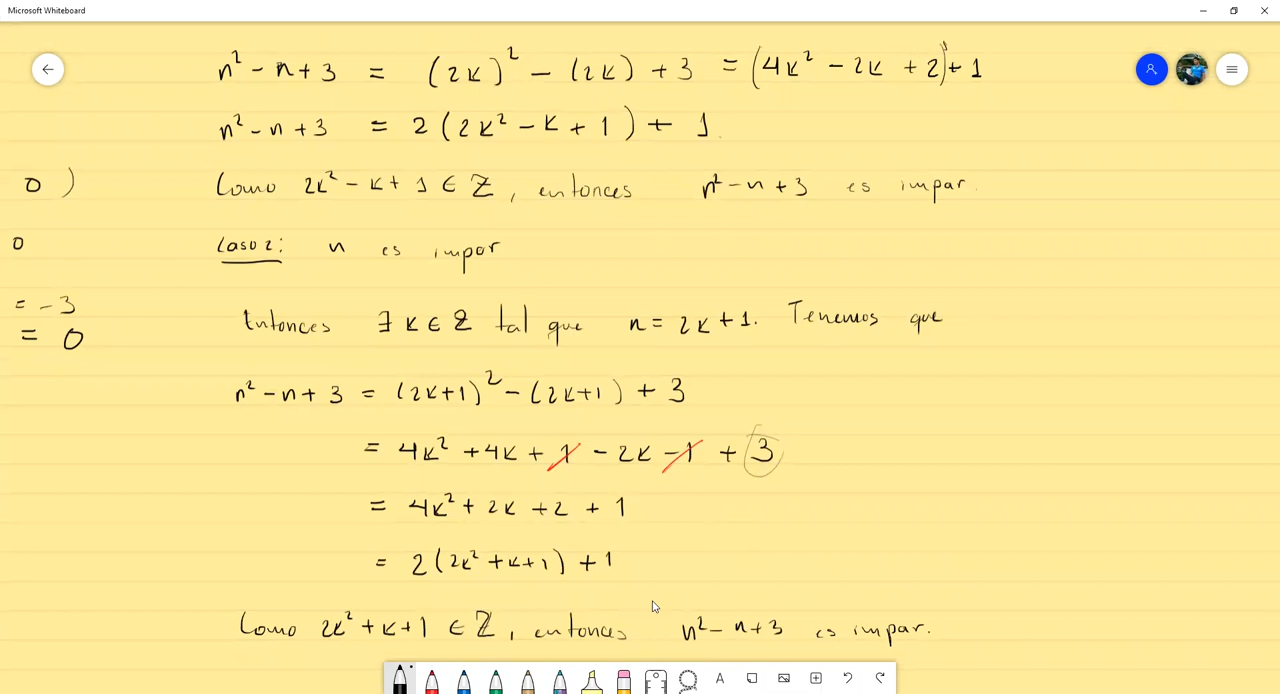 Microsoft Whiteboard
n² - n + 3 = (2k)² - (2k) + 3 = (4k² - 2k + 2) + 1
n² - n + 3 = 2(2k² - k + 1) + 1.
0 )
Como 2k² - k + 1 ∈ ℤ, entonces n² - n + 3 es impar.
0
Caso 2: n es impar
= -3
= 0
Entonces ∃ k ∈ ℤ tal que n = 2k + 1. Tenemos que
n² - n + 3 = (2k+1)² - (2k+1) + 3
= 4k² + 4k + 1 - 2k - 1 + 3
= 4k² + 2k + 2 + 1
= 2(2k² + k + 1) + 1
Como 2k² + k + 1 ∈ ℤ, entonces n² - n + 3 es impar.
A